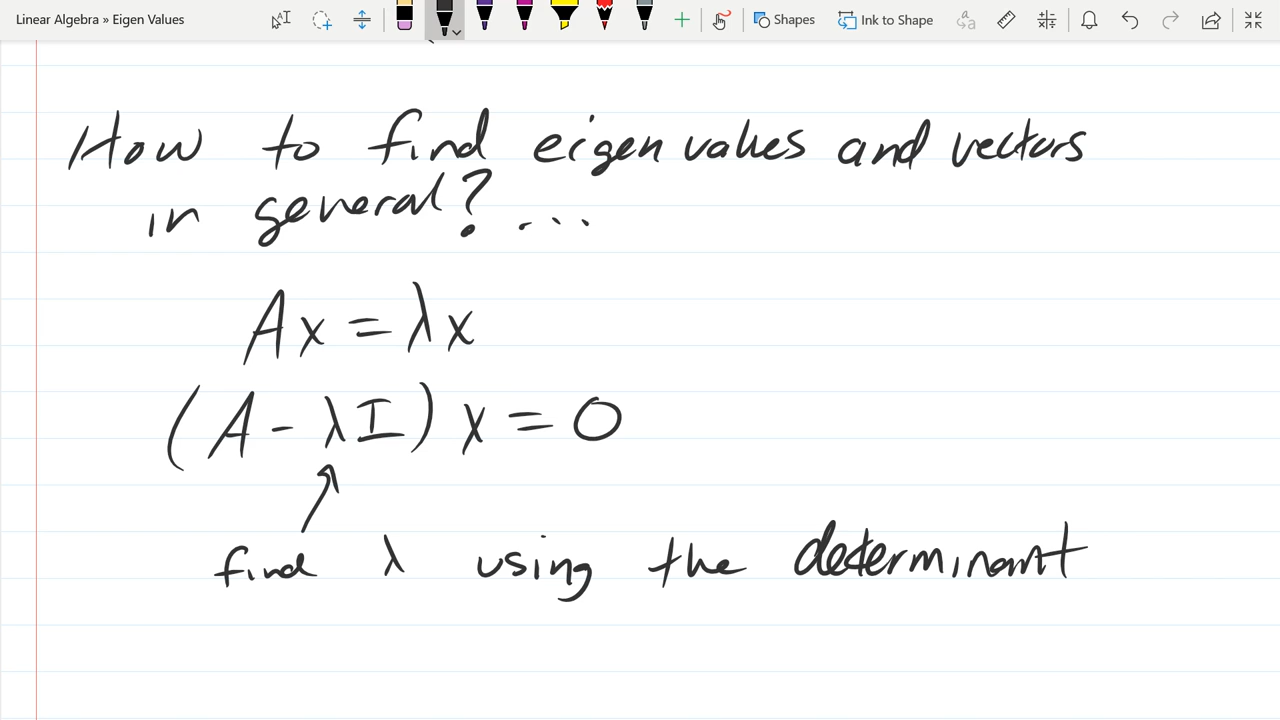 Linear Algebra » Eigen Values
Shapes
Ink to Shape
How to find eigen values and vectors
in general? ...
Ax = λx
(A - λI) x = 0
find λ using the determinant